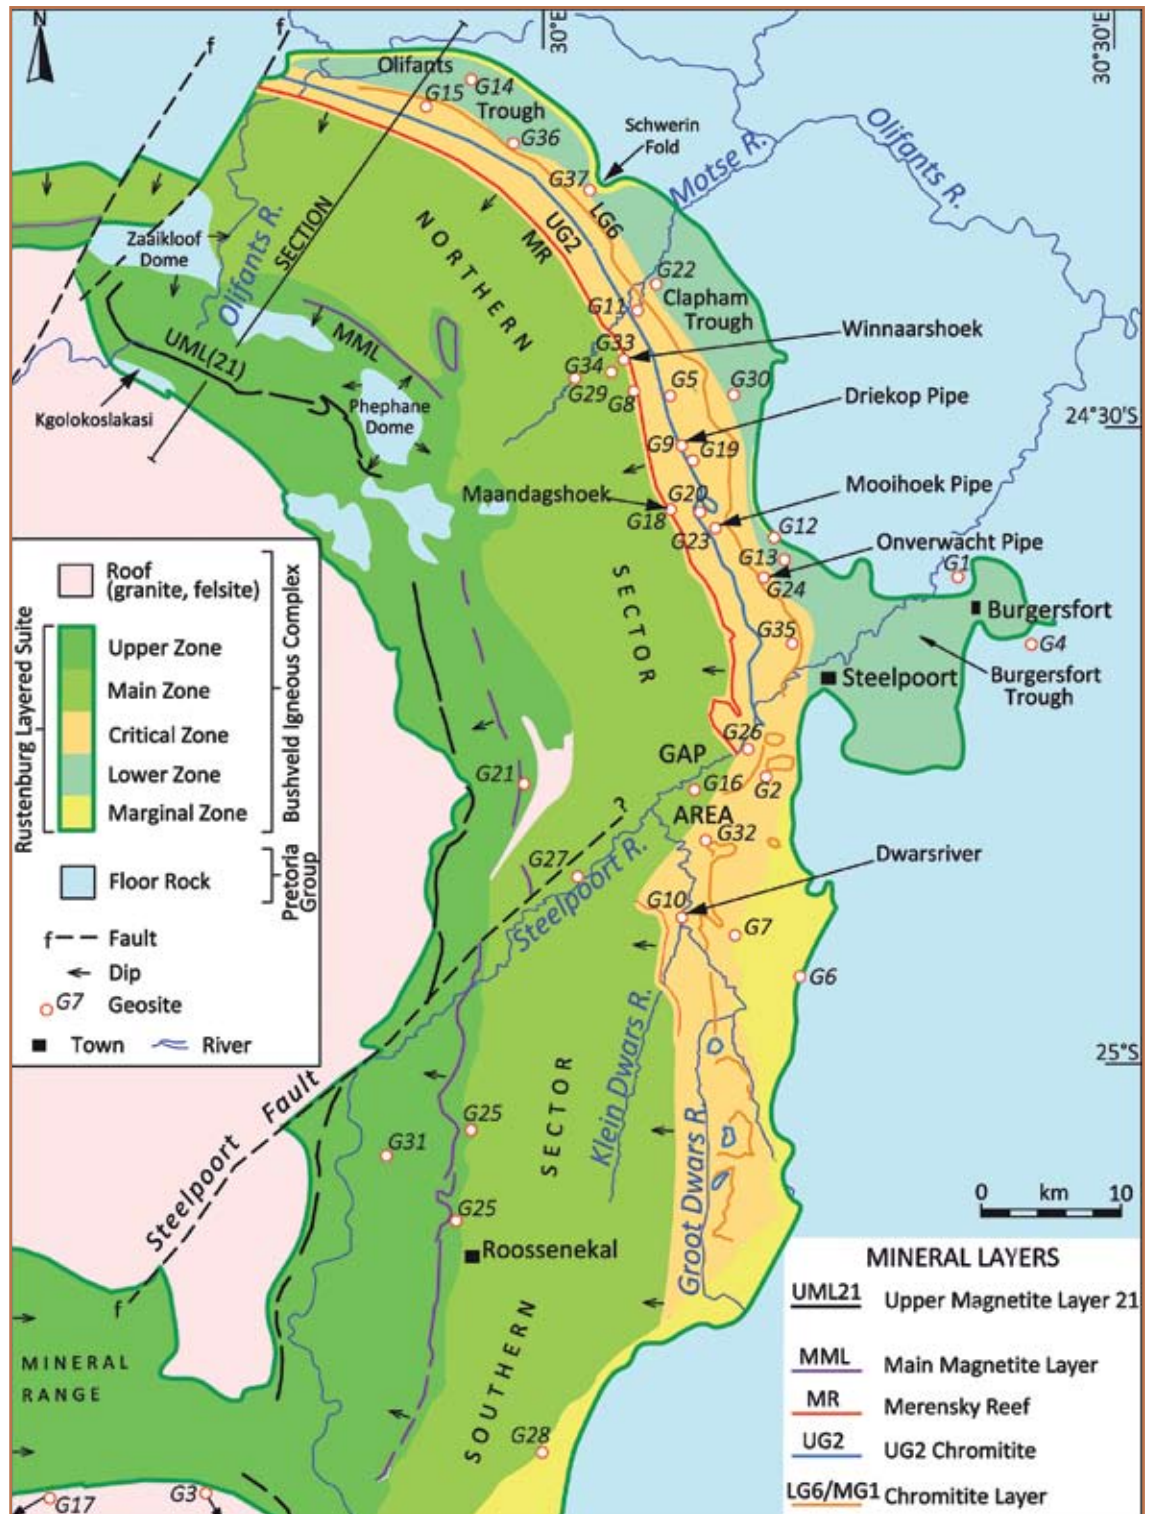 N
f
f
30°E
30°30'E
Olifants
G14
G15
Trough
G36
Schwerin
Fold
Motse R.
Olifants R.
G37
LG6
UG2
MR
Zaaikloof
Dome
Olifants R.
SECTION
NORTHERN
G22
Clapham
Trough
G11
UML(21)
MML
G33
Winnaarshoek
G34
G29
G8
G5
G30
Driekop Pipe
24°30'S
Kgolokoslakasi
Phephane
Dome
G9
G19
Maandagshoek
G20
Mooihoek Pipe
G18
G23
G12
Onverwacht Pipe
G13
G1
G24
SECTOR
Burgersfort
G35
G4
Steelpoort
Burgersfort
Trough
G26
GAP
G21
G16
G2
AREA
G32
?
G27
Steelpoort R.
Dwarsriver
G10
G7
G6
Roof
(granite, felsite)
Upper Zone
Main Zone
Critical Zone
Lower Zone
Marginal Zone
Rustenburg Layered Suite
Bushveld Igneous Complex
Floor Rock
Pretoria
Group
f
Fault
Dip
G7
Geosite
Town
River
Klein Dwars R.
25°S
Steelpoort Fault
G25
G31
SECTOR
Groot Dwars R.
0 km 10
G25
Roossenekal
f
MINERAL
RANGE
SOUTHERN
G28
G17
G3
MINERAL LAYERS
UML21 Upper Magnetite Layer 21
MML Main Magnetite Layer
MR Merensky Reef
UG2 UG2 Chromitite
LG6/MG1 Chromitite Layer